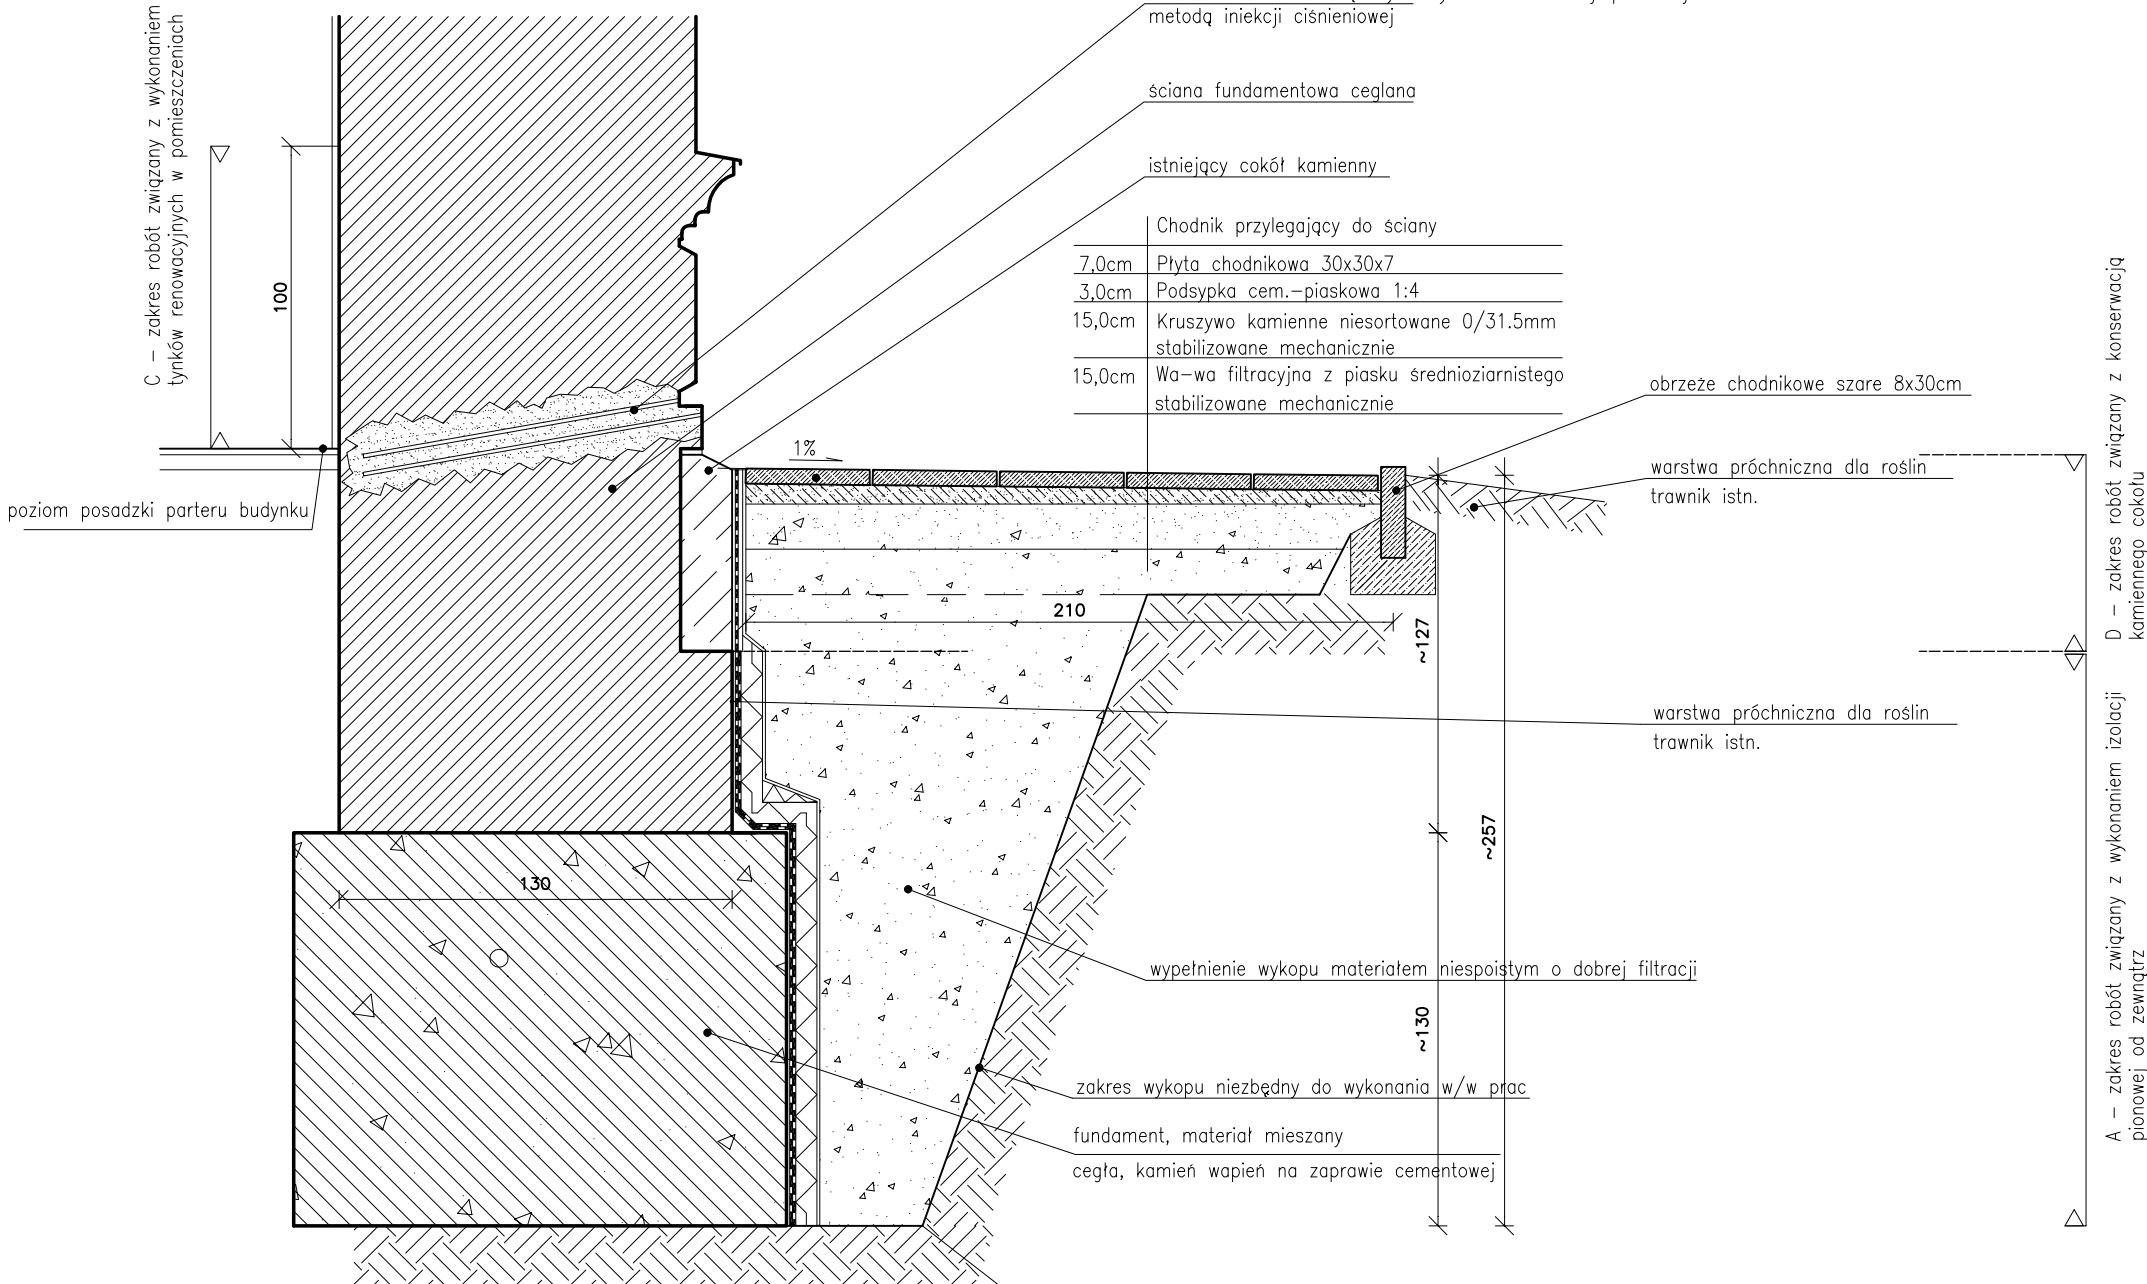 metodą iniekcji ciśnieniowej
ściana fundamentowa ceglana
istniejący cokół kamienny
Chodnik przylegający do ściany
7,0cm Płyta chodnikowa 30x30x7
3,0cm Podsypka cem.-piaskowa 1:4
15,0cm Kruszywo kamienne niesortowane 0/31.5mm
stabilizowane mechanicznie
15,0cm Wa-wa filtracyjna z piasku średnioziarnistego
stabilizowane mechanicznie
C - zakres robót związany z wykonaniem
tynków renowacyjnych w pomieszczeniach
100
poziom posadzki parteru budynku
1%
obrzeże chodnikowe szare 8x30cm
warstwa próchniczna dla roślin
trawnik istn.
D - zakres robót związany z konserwacją
kamiennego cokołu
210
~127
warstwa próchniczna dla roślin
trawnik istn.
~257
130
wypełnienie wykopu materiałem niespoistym o dobrej filtracji
~130
zakres wykopu niezbędny do wykonania w/w prac
fundament, materiał mieszany
cegła, kamień wapień na zaprawie cementowej
A - zakres robót związany z wykonaniem izolacji
pionowej od zewnątrz